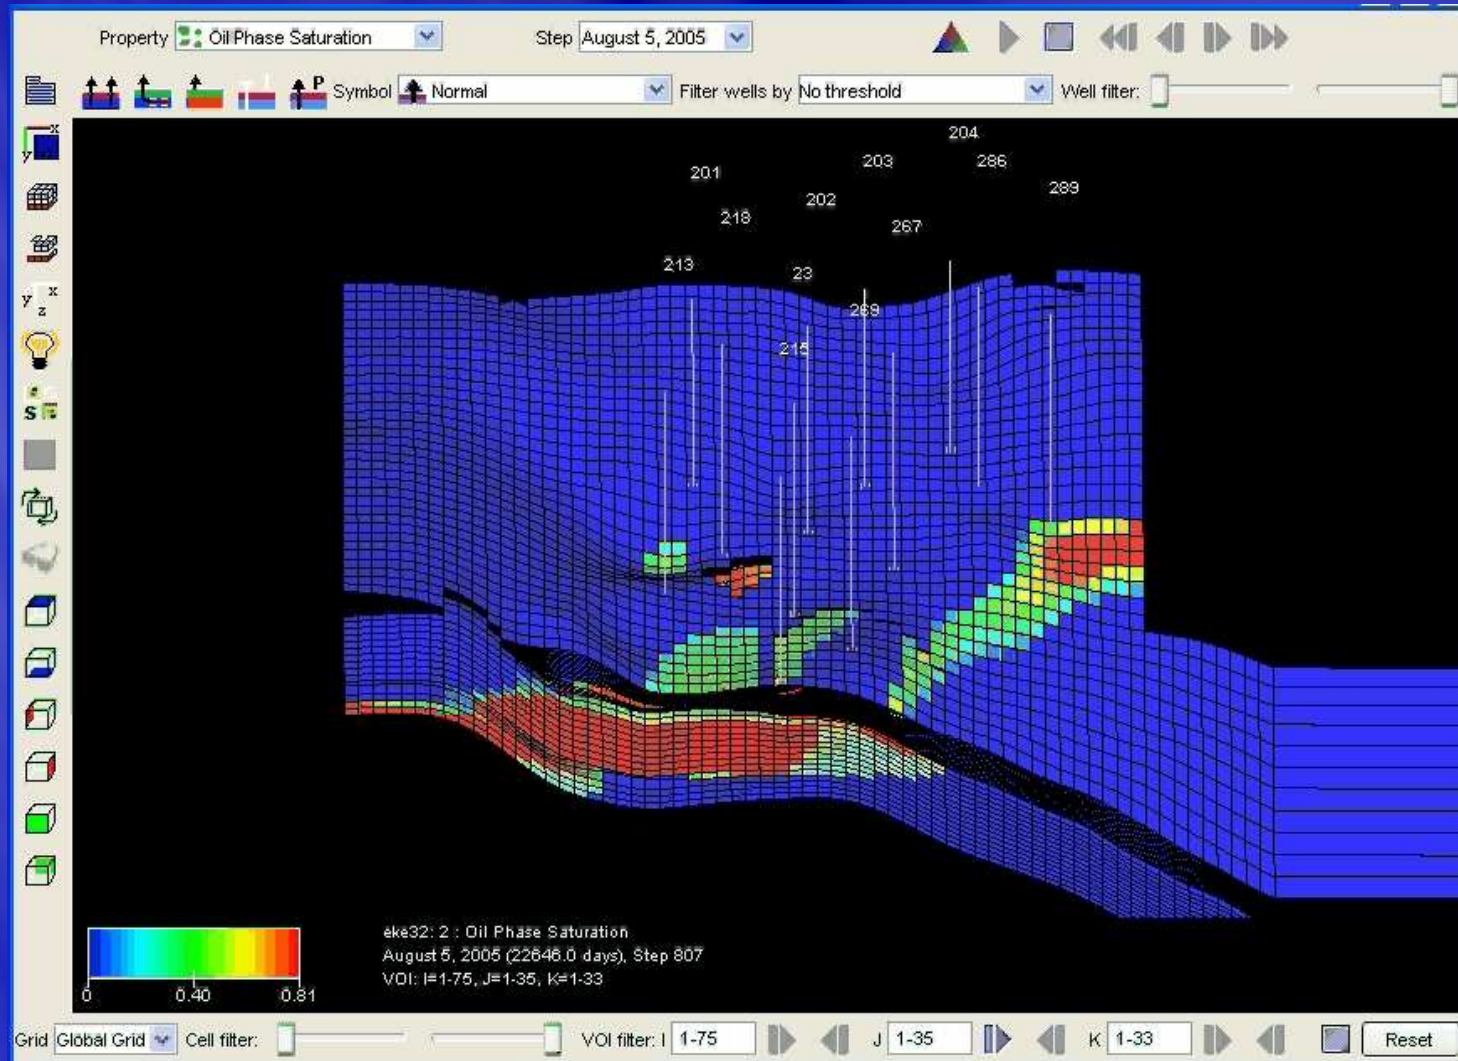 Property Oil Phase Saturation Step August 5, 2005
P Symbol Normal Filter wells by No threshold Well filter:
x
y
y x
z
S
204
203 286
201 289
202
218
267
213 23
269
215
eke32: 2 : Oil Phase Saturation
August 5, 2005 (22646.0 days), Step 807
VOI: I=1-75, J=1-35, K=1-33
0 0.40 0.81
Grid Global Grid Cell filter: VOI filter: I 1-75 J 1-35 K 1-33 Reset